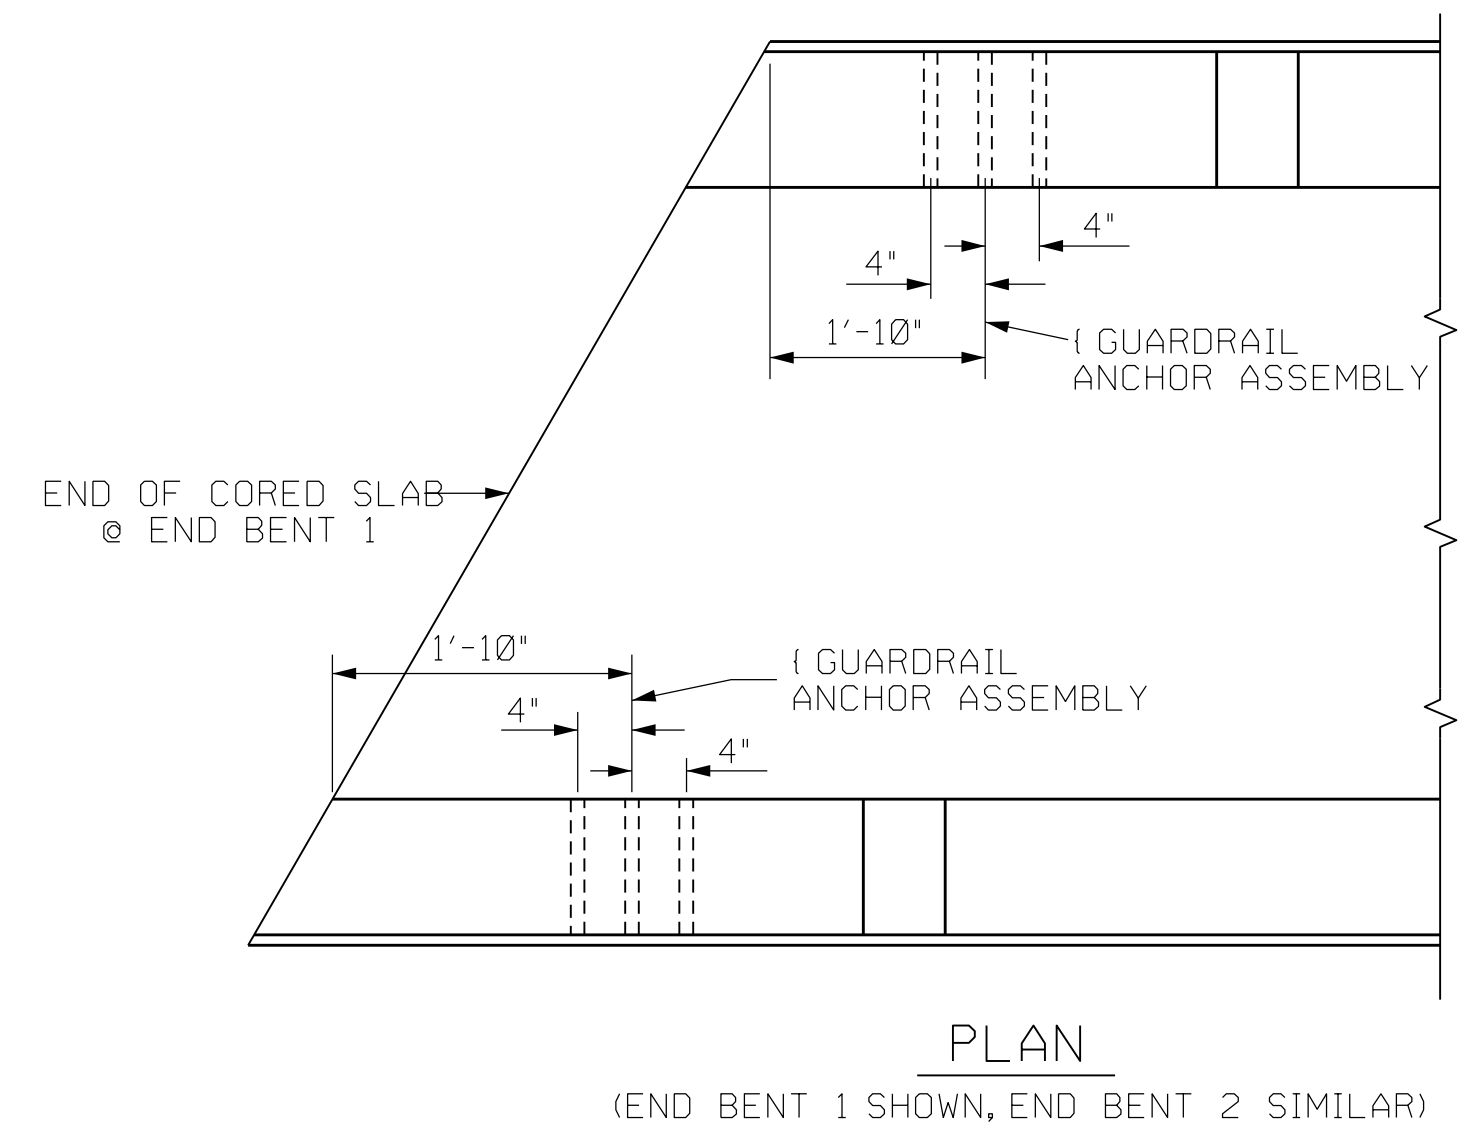 4"
4"
1'-10"
{ GUARDRAIL
ANCHOR ASSEMBLY
END OF CORED SLAB
@ END BENT 1
1'-10"
{ GUARDRAIL
ANCHOR ASSEMBLY
4"
4"
PLAN
(END BENT 1 SHOWN, END BENT 2 SIMILAR)